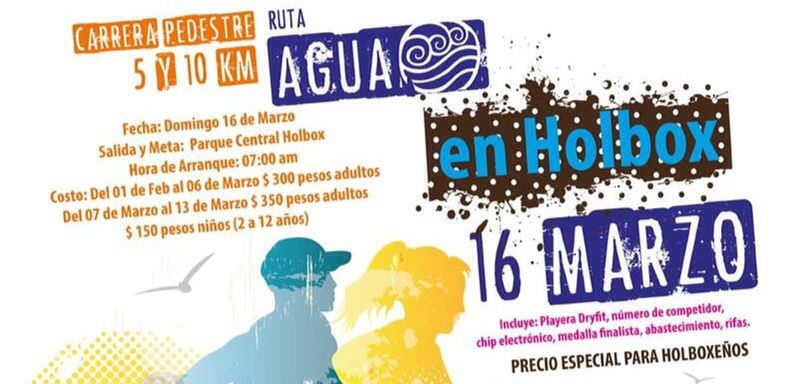 CARRERA PEDESTRE
5 Y 10 KM
RUTA
AGUA
Fecha: Domingo 16 de Marzo
Salida y Meta: Parque Central Holbox
Hora de Arranque: 07:00 am
Costo: Del 01 de Feb al 06 de Marzo $ 300 pesos adultos
Del 07 de Marzo al 13 de Marzo $ 350 pesos adultos
$ 150 pesos niños (2 a 12 años)
en Holbox
16 MARZO
Incluye: Playera Dryfit, número de competidor,
chip electrónico, medalla finalista, abastecimiento, rifas.
PRECIO ESPECIAL PARA HOLBOXEÑOS